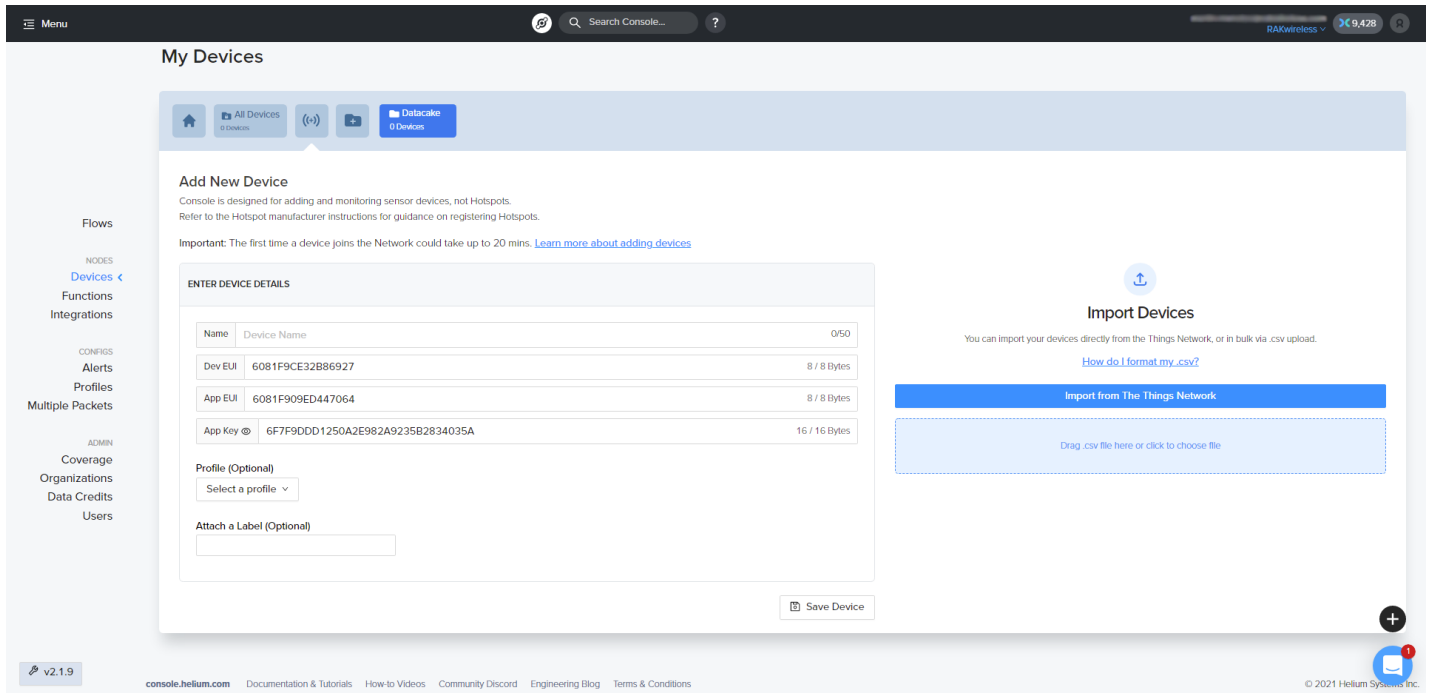 Menu
Search Console...
?
RAKwireless
9,428
R
My Devices
All Devices
0 Devices
Datacake
0 Devices
Flows
NODES
Devices
Functions
Integrations
CONFIGS
Alerts
Profiles
Multiple Packets
ADMIN
Coverage
Organizations
Data Credits
Users
v2.1.9
Add New Device
Console is designed for adding and monitoring sensor devices, not Hotspots.
Refer to the Hotspot manufacturer instructions for guidance on registering Hotspots.
Important: The first time a device joins the Network could take up to 20 mins. Learn more about adding devices
ENTER DEVICE DETAILS
Name Device Name 0/50
Dev EUI 6081F9CE32B86927 8 / 8 Bytes
App EUI 6081F909ED447064 8 / 8 Bytes
App Key 6F7F9DDD1250A2E982A9235B2834035A 16 / 16 Bytes
Profile (Optional)
Select a profile
Attach a Label (Optional)
Save Device
Import Devices
You can import your devices directly from the Things Network, or in bulk via .csv upload.
How do I format my .csv?
Import from The Things Network
Drag .csv file here or click to choose file
1
console.helium.com Documentation & Tutorials How-to Videos Community Discord Engineering Blog Terms & Conditions
© 2021 Helium Systems Inc.